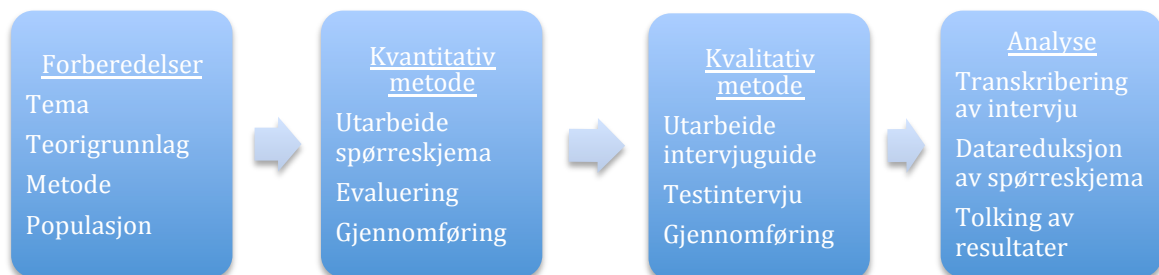 Forberedelser
Tema
Teorigrunnlag
Metode
Populasjon
Kvantitativ
metode
Utarbeide
spørreskjema
Evaluering
Gjennomføring
Kvalitativ
metode
Utarbeide
intervjuguide
Testintervju
Gjennomføring
Analyse
Transkribering
av intervju
Datareduksjon
av spørreskjema
Tolking av
resultater